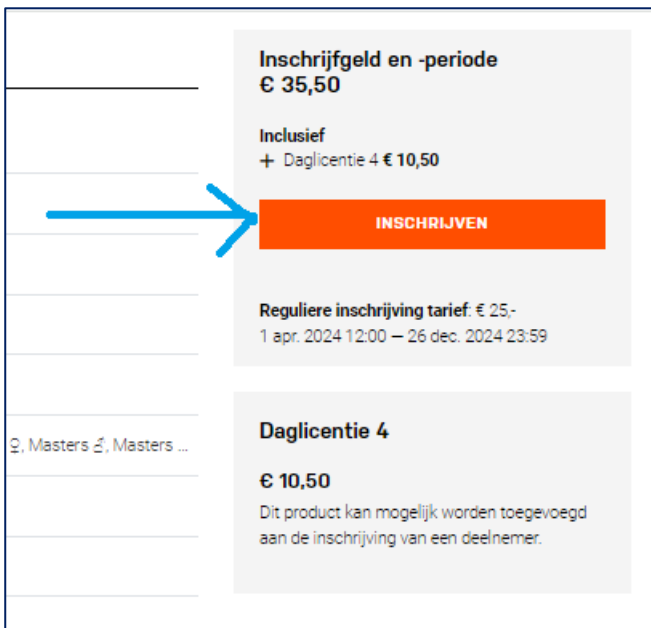 Inschrijfgeld en -periode
€ 35,50
Inclusief
+ Daglicentie 4 € 10,50
INSCHRIJVEN
Reguliere inschrijving tarief: € 25,-
1 apr. 2024 12:00 — 26 dec. 2024 23:59
♀, Masters ♂, Masters ...
Daglicentie 4
€ 10,50
Dit product kan mogelijk worden toegevoegd
aan de inschrijving van een deelnemer.